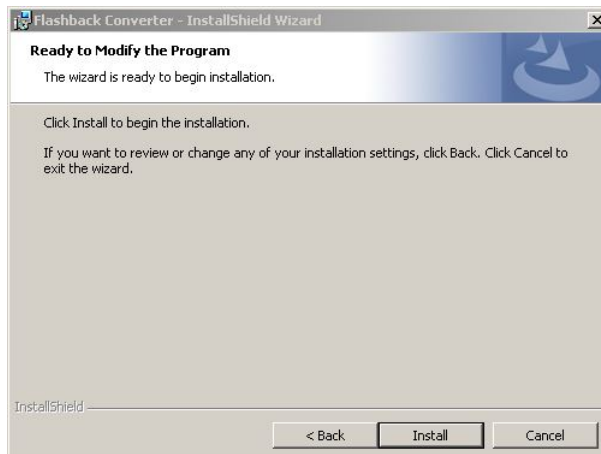 Flashback Converter - InstallShield Wizard
Ready to Modify the Program
The wizard is ready to begin installation.
Click Install to begin the installation.
If you want to review or change any of your installation settings, click Back. Click Cancel to
exit the wizard.
InstallShield
< Back Install Cancel